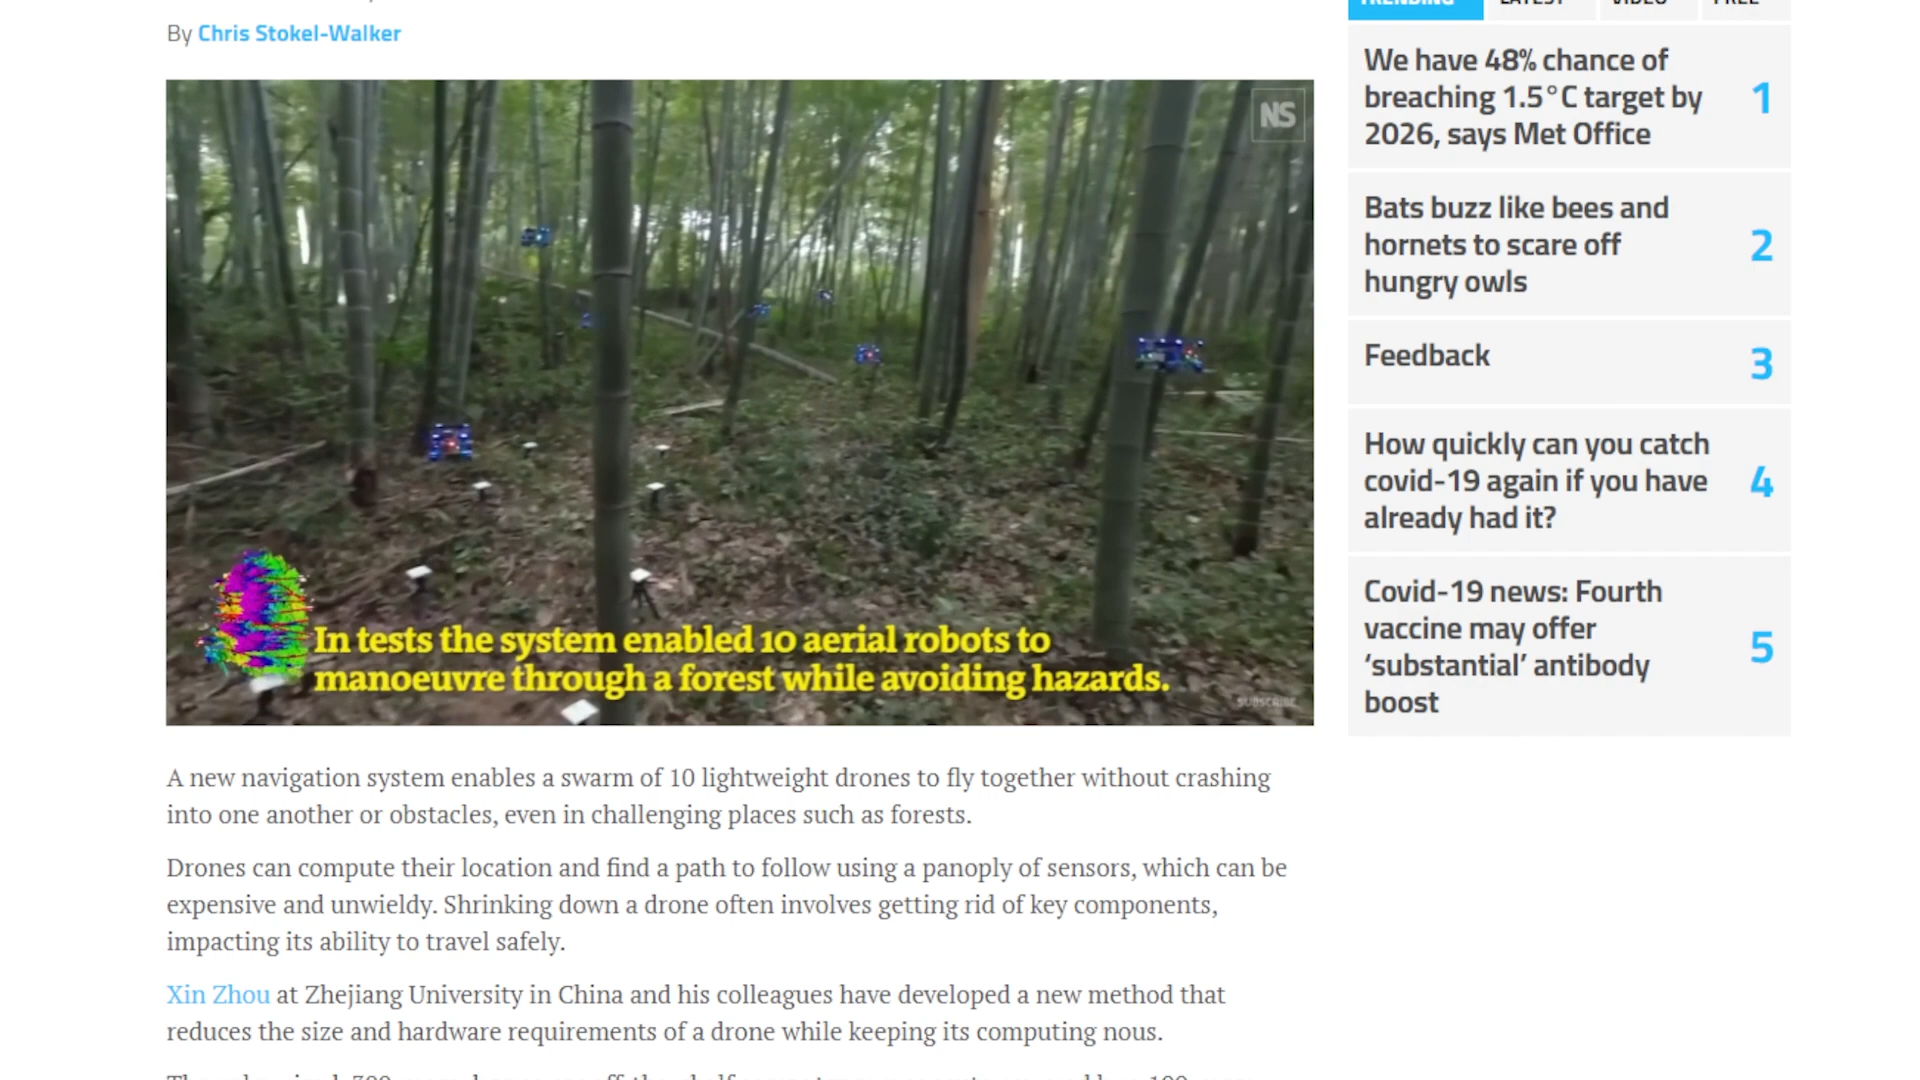 By Chris Stokel-Walker
NS
In tests the system enabled 10 aerial robots to
manoeuvre through a forest while avoiding hazards.
SUBSCRIBE
A new navigation system enables a swarm of 10 lightweight drones to fly together without crashing
into one another or obstacles, even in challenging places such as forests.
Drones can compute their location and find a path to follow using a panoply of sensors, which can be
expensive and unwieldy. Shrinking down a drone often involves getting rid of key components,
impacting its ability to travel safely.
Xin Zhou at Zhejiang University in China and his colleagues have developed a new method that
reduces the size and hardware requirements of a drone while keeping its computing nous.
TRENDING LATEST VIDEO FREE
We have 48% chance of
breaching 1.5°C target by
2026, says Met Office
1
Bats buzz like bees and
hornets to scare off
hungry owls
2
Feedback
3
How quickly can you catch
covid-19 again if you have
already had it?
4
Covid-19 news: Fourth
vaccine may offer
‘substantial’ antibody
boost
5